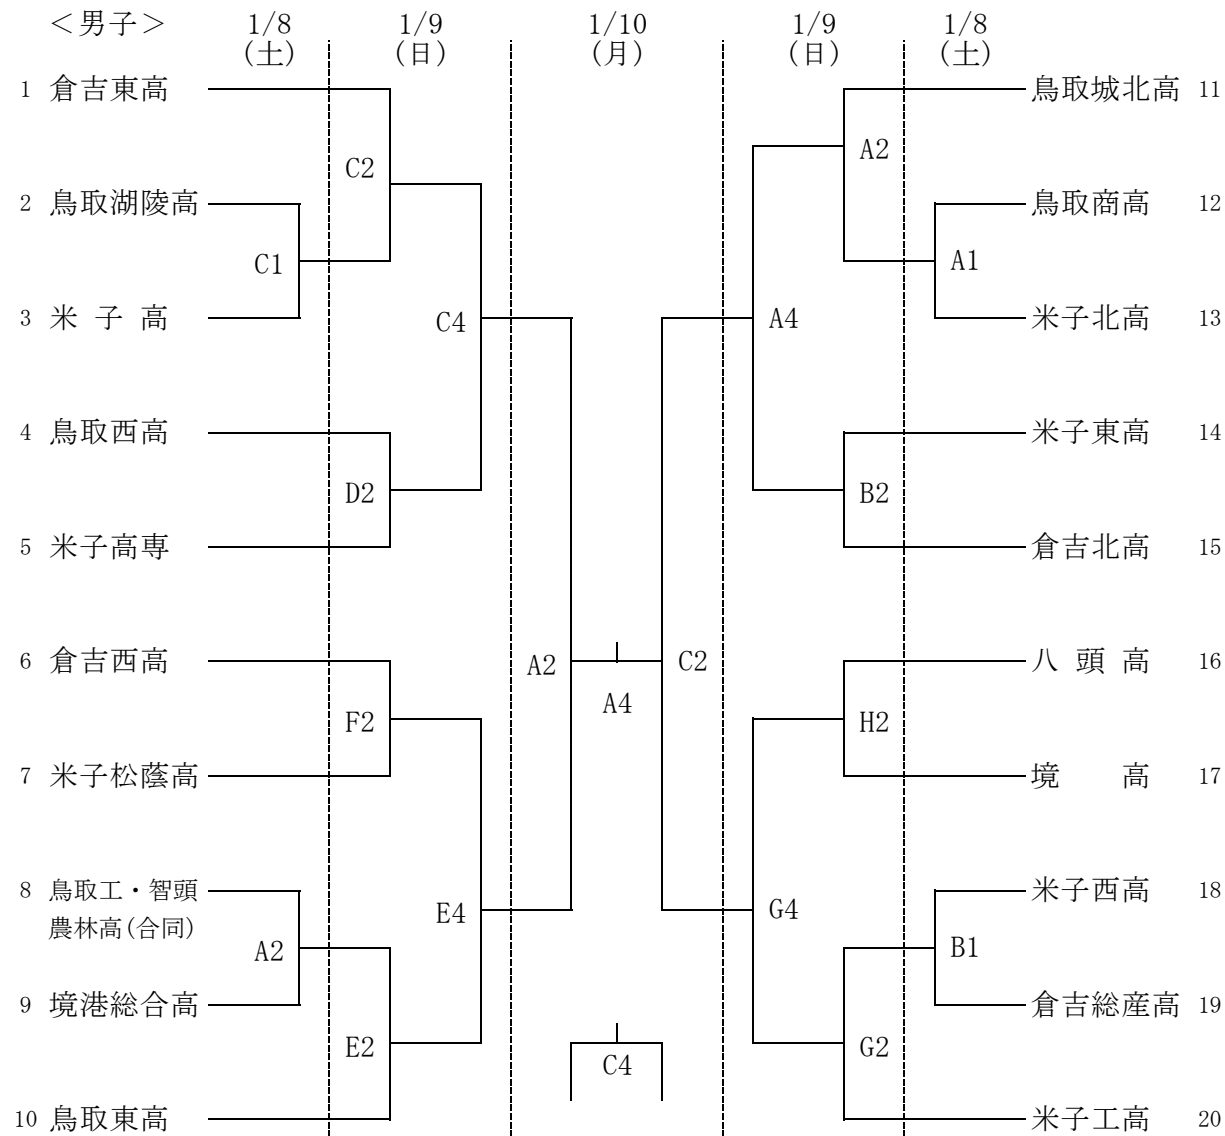 ＜男子＞ 1/8 1/9 1/10 1/9 1/8
(土) (日) (月) (日) (土)
1 倉吉東高 鳥取城北高 11
A2
C2
2 鳥取湖陵高 鳥取商高 12
C1 A1
3 米 子 高 C4 A4 米子北高 13
4 鳥取西高 米子東高 14
D2 B2
5 米子高専 倉吉北高 15
6 倉吉西高 A2 C2 八 頭 高 16
A4
F2 H2
7 米子松蔭高 境 高 17
8 鳥取工・智頭 米子西高 18
農林高(合同) E4 G4
A2 B1
9 境港総合高 倉吉総産高 19
E2 G2
C4
10 鳥取東高 米子工高 20